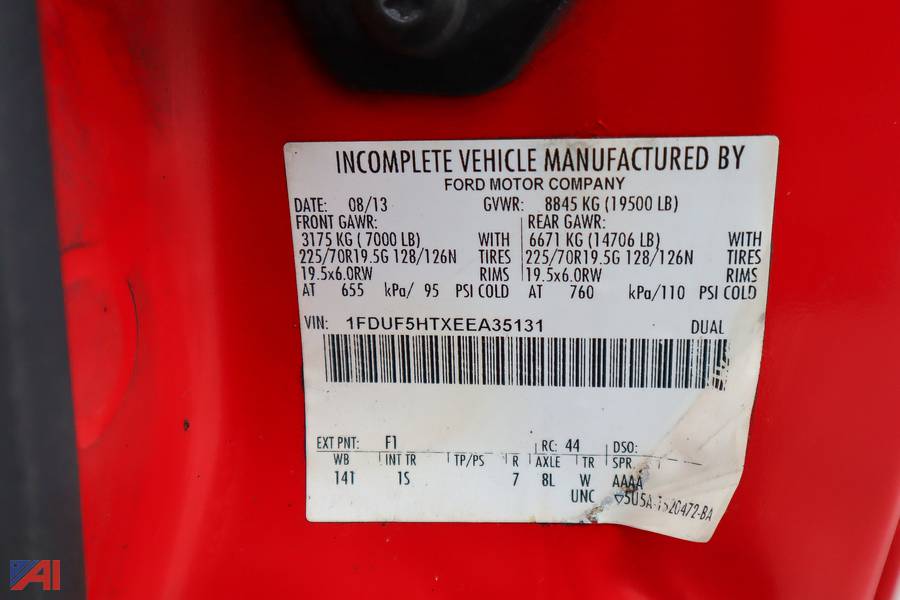 INCOMPLETE VEHICLE MANUFACTURED BY
FORD MOTOR COMPANY
DATE: 08/13 GVWR: 8845 KG (19500 LB)
FRONT GAWR: REAR GAWR:
3175 KG ( 7000 LB) WITH 6671 KG (14706 LB) WITH
225/70R19.5G 128/126N TIRES 225/70R19.5G 128/126N TIRES
19.5x6.0RW RIMS 19.5x6.0RW RIMS
AT 655 kPa/ 95 PSI COLD AT 760 kPa/110 PSI COLD
VIN: 1FDUF5HTXEEA35131 DUAL
EXT PNT: F1 RC: 44 DSO:
WB INT TR TP/PS R AXLE TR SPR
141 1S 7 8L W AAAA
UNC 5U5A-1520472-BA
AI